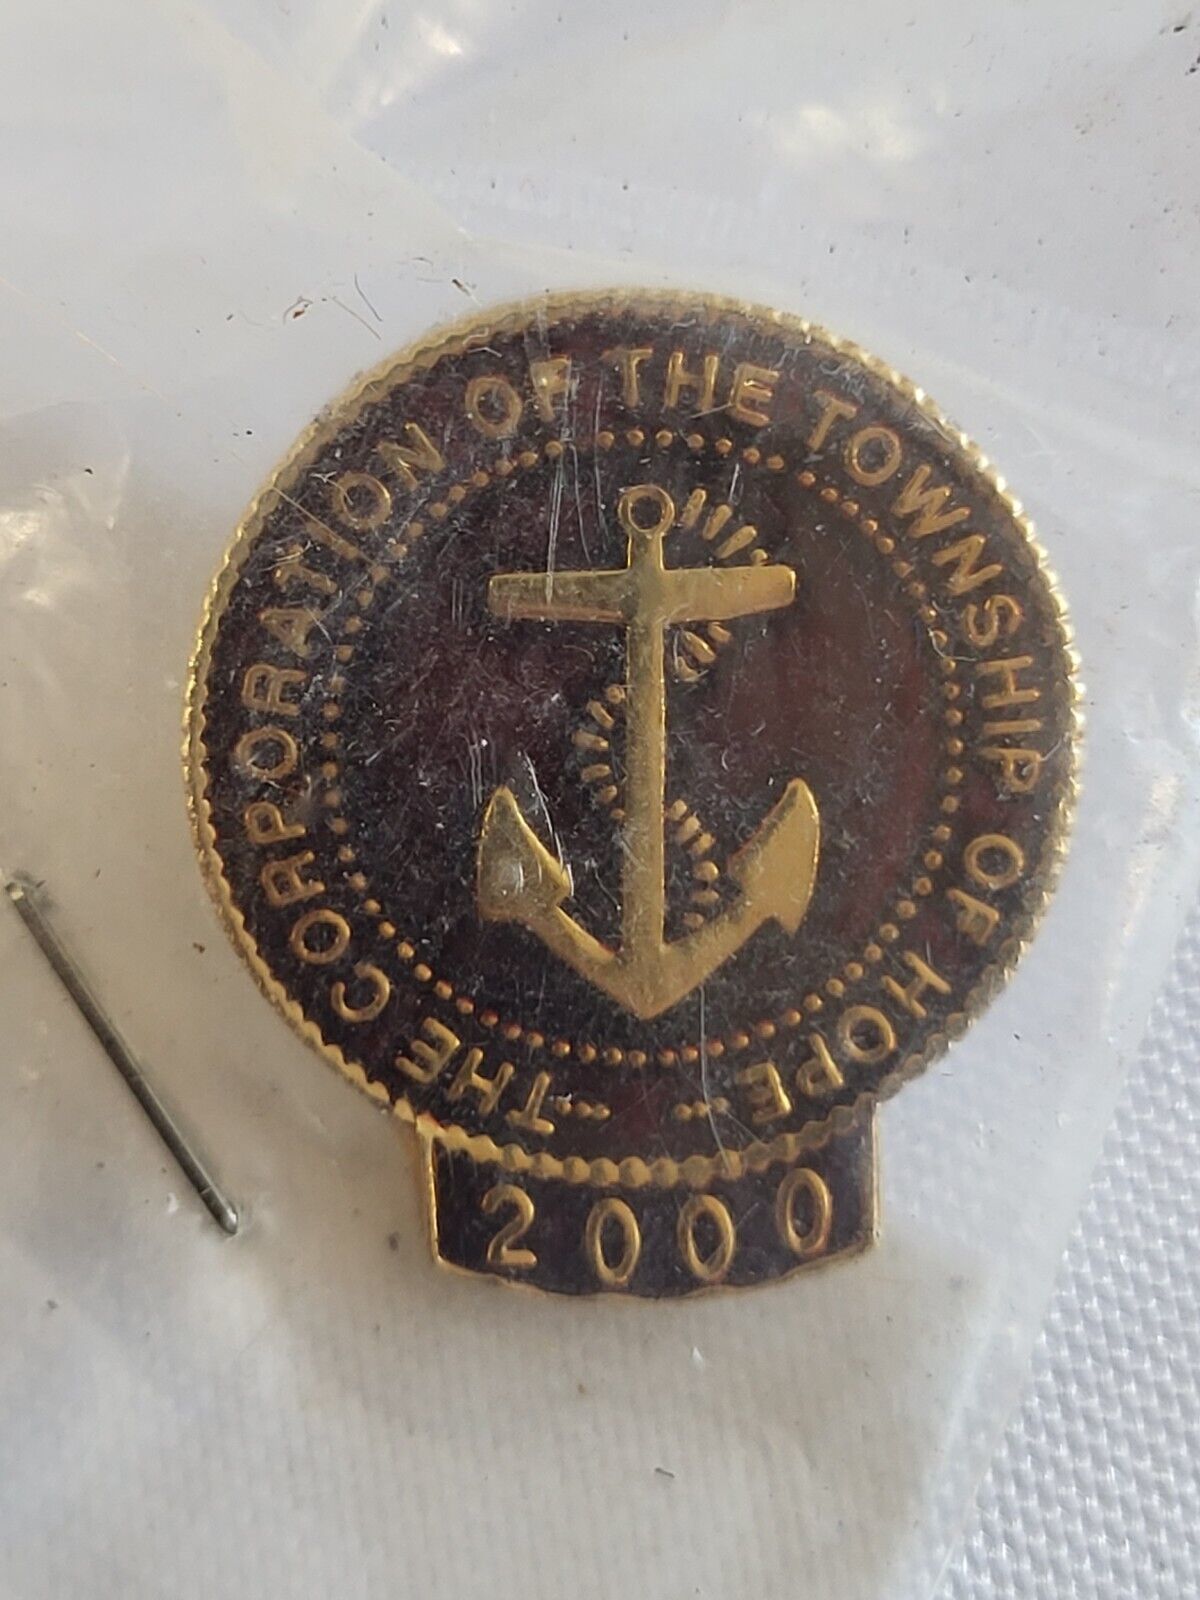 THE CORPORATION OF THE TOWNSHIP OF HOPE
2000